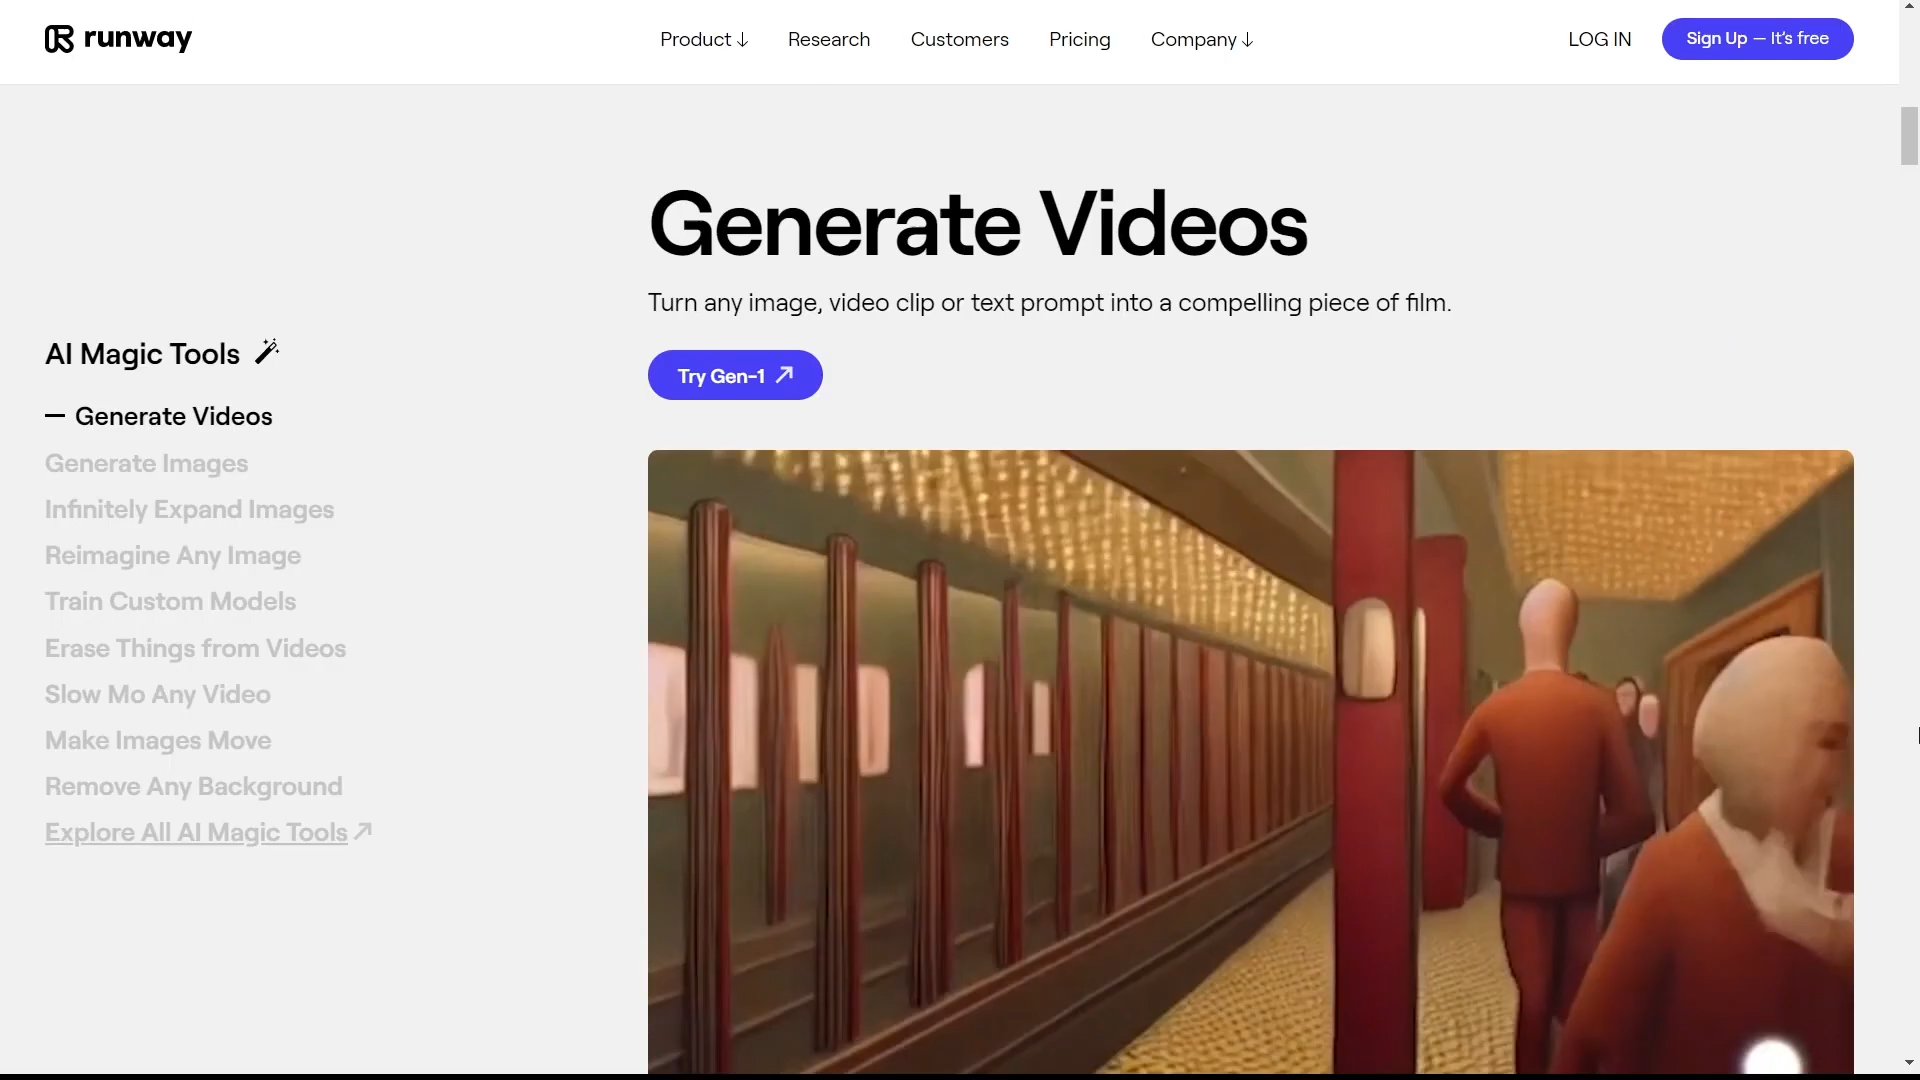 runway
Product ↓
Research
Customers
Pricing
Company ↓
LOG IN
Sign Up — It's free
Generate Videos
Turn any image, video clip or text prompt into a compelling piece of film.
Try Gen-1 ↗
AI Magic Tools
— Generate Videos
Generate Images
Infinitely Expand Images
Reimagine Any Image
Train Custom Models
Erase Things from Videos
Slow Mo Any Video
Make Images Move
Remove Any Background
Explore All AI Magic Tools ↗